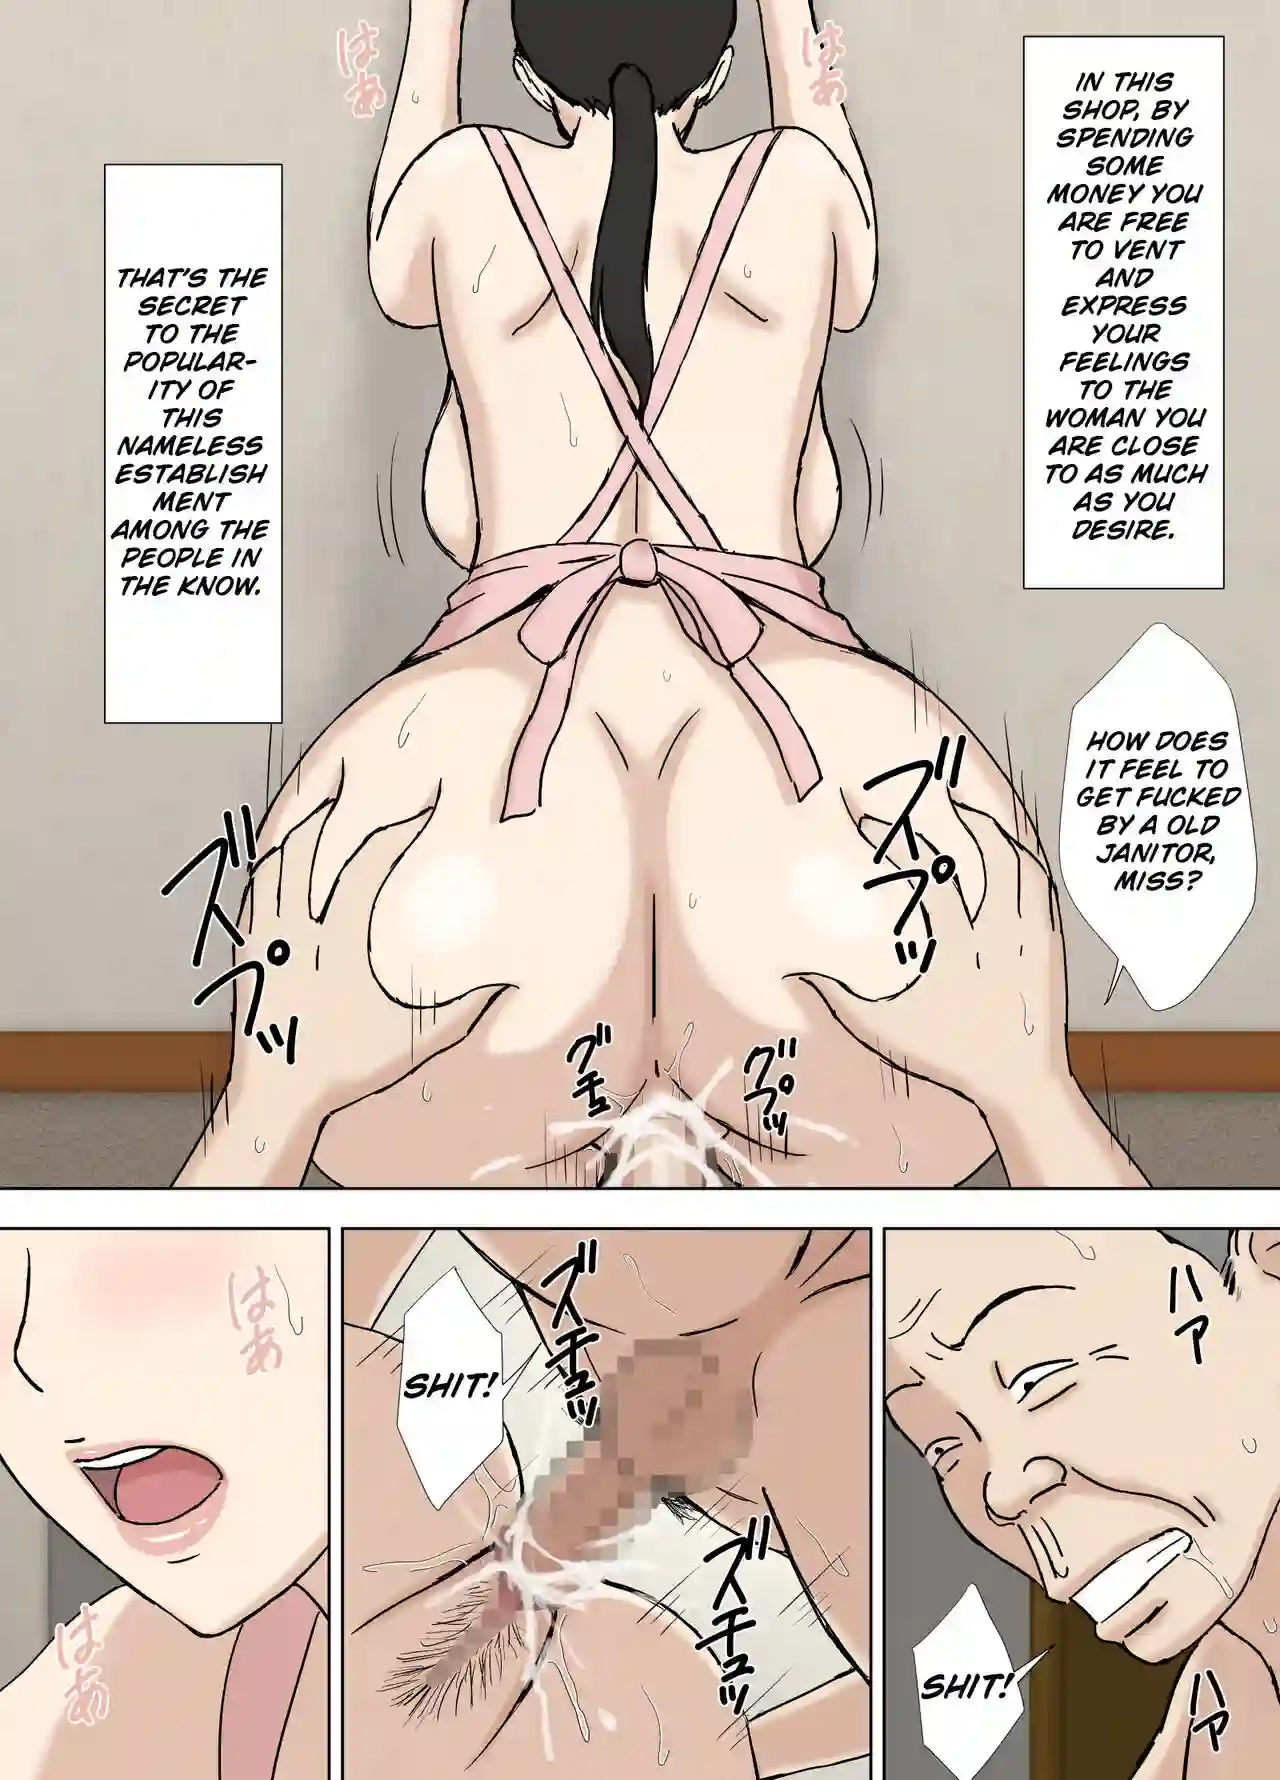 IN THIS
SHOP, BY
SPENDING
SOME
MONEY YOU
ARE FREE
TO VENT
AND
EXPRESS
YOUR
FEELINGS
TO THE
WOMAN YOU
ARE CLOSE
TO AS MUCH
AS YOU
DESIRE.
THAT'S THE
SECRET
TO THE
POPULAR-
ITY OF
THIS
NAMELESS
ESTABLISH
MENT
AMONG THE
PEOPLE IN
THE KNOW.
はぁ
はぁ
HOW DOES
IT FEEL TO
GET FUCKED
BY A OLD
JANITOR,
MISS?
ズプッ
ズプッ
グチュ
グプッ
ハァ
SHIT!
ハァ
ズチュッ
SHIT!
ズチュッ
はぁ
はぁ